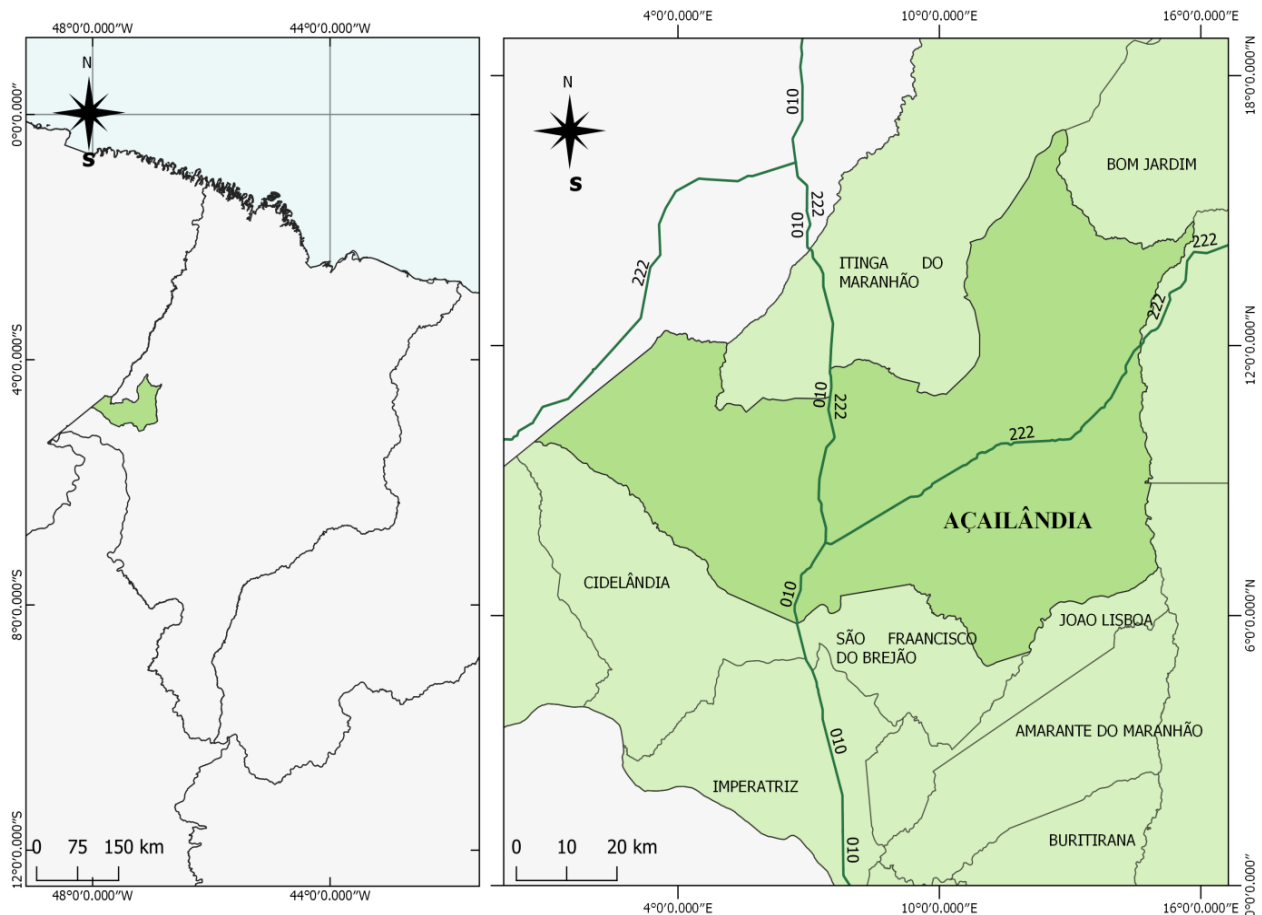 48°0'0.000"W
44°0'0.000"W
N
S
0°0'0.000"
4°0'0.000"S
8°0'0.000"S
12°0'0.000"S
0 75 150 km
48°0'0.000"W
44°0'0.000"W
4°0'0.000"E
10°0'0.000"E
16°0'0.000"E
N
S
18°0'0.000"N
12°0'0.000"N
6°0'0.000"N
0°0'0.000"
010
BOM JARDIM
222
010
222
222
ITINGA DO
MARANHÃO
222
222
010
222
222
AÇAILÂNDIA
CIDELÂNDIA
010
JOAO LISBOA
SÃO FRAANCISCO
DO BREJÃO
010
AMARANTE DO MARANHÃO
IMPERATRIZ
BURITIRANA
010
0 10 20 km
4°0'0.000"E
10°0'0.000"E
16°0'0.000"E